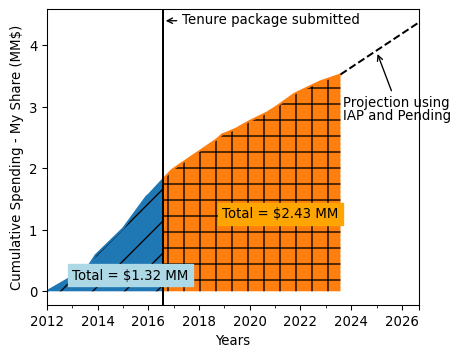 Tenure package submitted
Cumulative Spending - My Share (MM$)
4
3
2
1
0
Projection using
IAP and Pending
Total = $2.43 MM
Total = $1.32 MM
2012 2014 2016 2018 2020 2022 2024 2026
Years